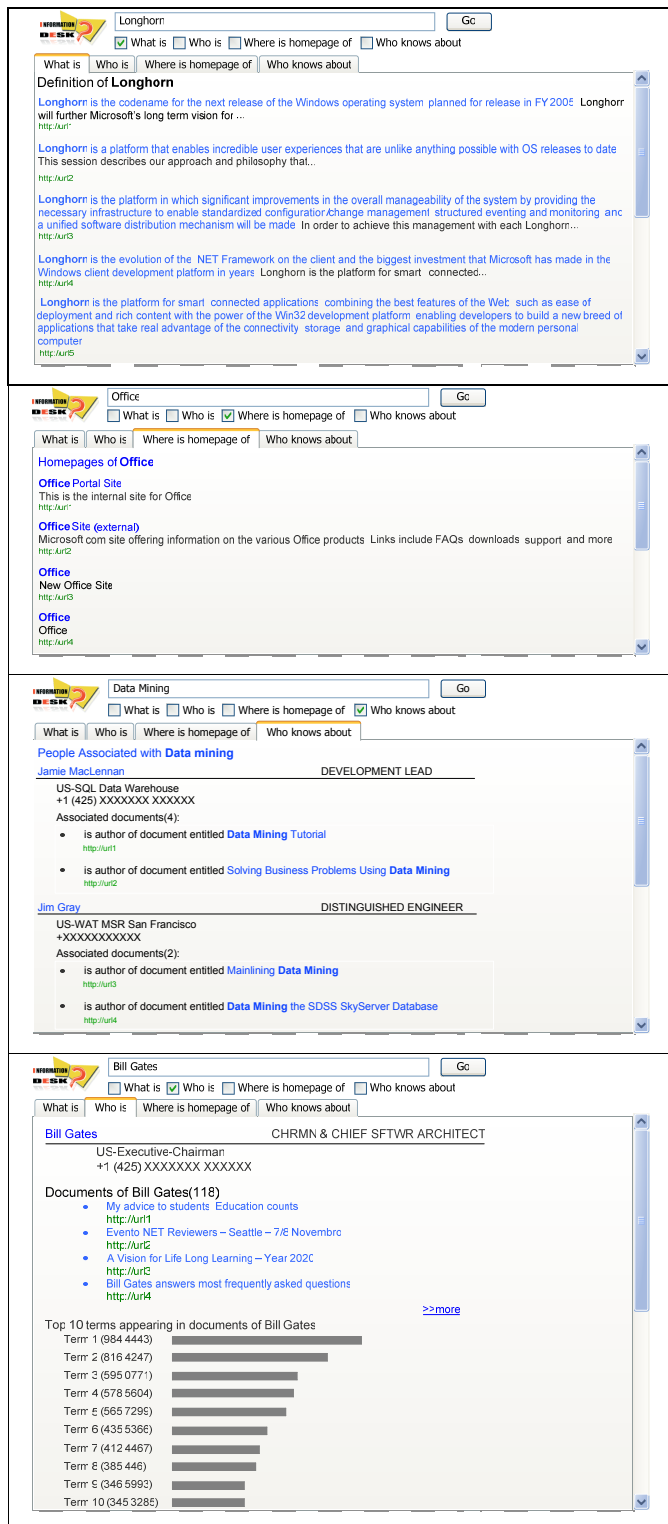 INFORMATION
DESK
Longhorn
Go
What is Who is Where is homepage of Who knows about
What is Who is Where is homepage of Who knows about
Definition of Longhorn
Longhorn is the codename for the next release of the Windows operating system planned for release in FY2005 Longhorn
will further Microsoft's long term vision for ...
http://url1
Longhorn is a platform that enables incredible user experiences that are unlike anything possible with OS releases to date
This session describes our approach and philosophy that...
http://url2
Longhorn is the platform in which significant improvements in the overall manageability of the system by providing the
necessary infrastructure to enable standardized configuration/change management structured eventing and monitoring and
a unified software distribution mechanism will be made In order to achieve this management with each Longhorn...
http://url3
Longhorn is the evolution of the NET Framework on the client and the biggest investment that Microsoft has made in the
Windows client development platform in years Longhorn is the platform for smart connected...
http://url4
Longhorn is the platform for smart connected applications combining the best features of the Web such as ease of
deployment and rich content with the power of the Win32 development platform enabling developers to build a new breed of
applications that take real advantage of the connectivity storage and graphical capabilities of the modern personal
computer
http://url5
INFORMATION
DESK
Office
Go
What is Who is Where is homepage of Who knows about
What is Who is Where is homepage of Who knows about
Homepages of Office
Office Portal Site
This is the internal site for Office
http://url1
Office Site (external)
Microsoft com site offering information on the various Office products Links include FAQs downloads support and more
http://url2
Office
New Office Site
http://url3
Office
Office
http://url4
INFORMATION
DESK
Data Mining
Go
What is Who is Where is homepage of Who knows about
What is Who is Where is homepage of Who knows about
People Associated with Data mining
Jamie MacLennan DEVELOPMENT LEAD
US-SQL Data Warehouse
+1 (425) XXXXXXX XXXXXX
Associated documents(4):
• is author of document entitled Data Mining Tutorial
http://url1
• is author of document entitled Solving Business Problems Using Data Mining
http://url2
Jim Gray DISTINGUISHED ENGINEER
US-WAT MSR San Francisco
+XXXXXXXXXXX
Associated documents(2):
• is author of document entitled Mainlining Data Mining
http://url3
• is author of document entitled Data Mining the SDSS SkyServer Database
http://url4
INFORMATION
DESK
Bill Gates
Go
What is Who is Where is homepage of Who knows about
What is Who is Where is homepage of Who knows about
Bill Gates CHRMN & CHIEF SFTWR ARCHITECT
US-Executive-Chairman
+1 (425) XXXXXXX XXXXXX
Documents of Bill Gates(118)
• My advice to students Education counts
http://url1
• Evento NET Reviewers – Seattle – 7/8 Novembro
http://url2
• A Vision for Life Long Learning – Year 2020
http://url3
• Bill Gates answers most frequently asked questions
http://url4
>>more
Top 10 terms appearing in documents of Bill Gates
Term 1 (984 4443)
Term 2 (816 4247)
Term 3 (595 0771)
Term 4 (578 5604)
Term 5 (565 7299)
Term 6 (435 5366)
Term 7 (412 4467)
Term 8 (385 446)
Term 9 (346 5993)
Term 10 (345 3285)